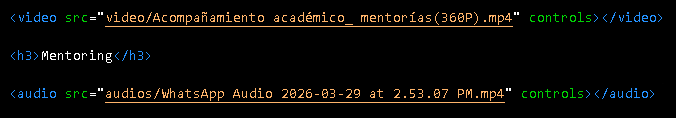 <video src="video/Acompañamiento académico_ mentorías(360P).mp4" controls></video>
<h3>Mentoring</h3>
<audio src="audios/WhatsApp Audio 2026-03-29 at 2.53.07 PM.mp4" controls></audio>